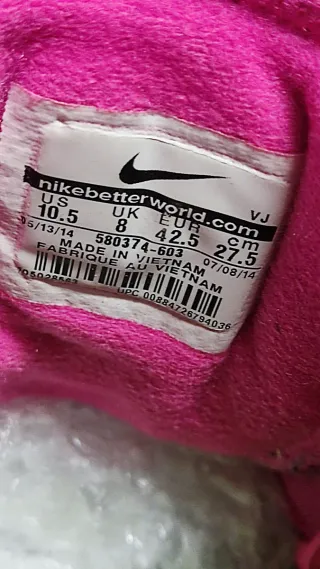 nikebetterworld.com
VJ
US UK EUR cm
10.5 8 42.5 27.5
05/13/14 580374-603 07/08/14
MADE IN VIETNAM
FABRIQUE AU VIETNAM
UPC 00884726794036